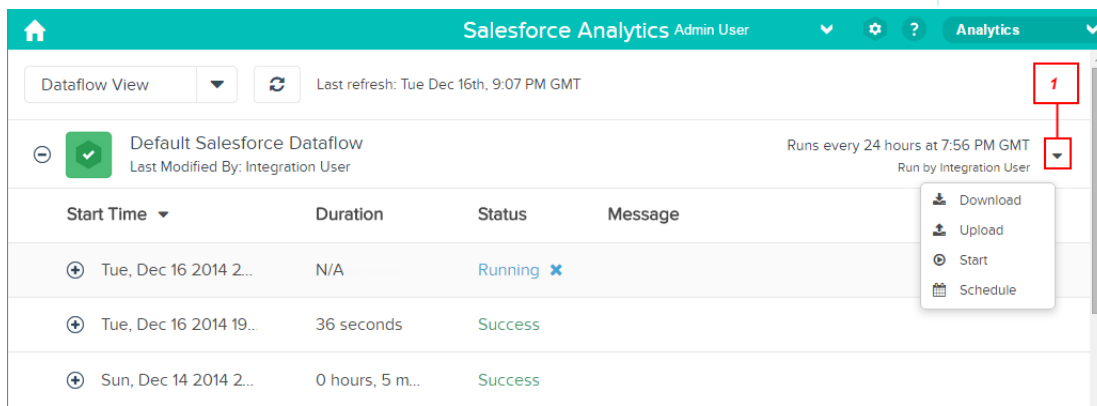 Salesforce Analytics Admin User ? Analytics
Dataflow View Last refresh: Tue Dec 16th, 9:07 PM GMT 1
Default Salesforce Dataflow Runs every 24 hours at 7:56 PM GMT
Last Modified By: Integration User Run by Integration User
Start Time Duration Status Message
Download
Upload
Start
Schedule
Tue, Dec 16 2014 2... N/A Running
Tue, Dec 16 2014 19... 36 seconds Success
Sun, Dec 14 2014 2... 0 hours, 5 m... Success